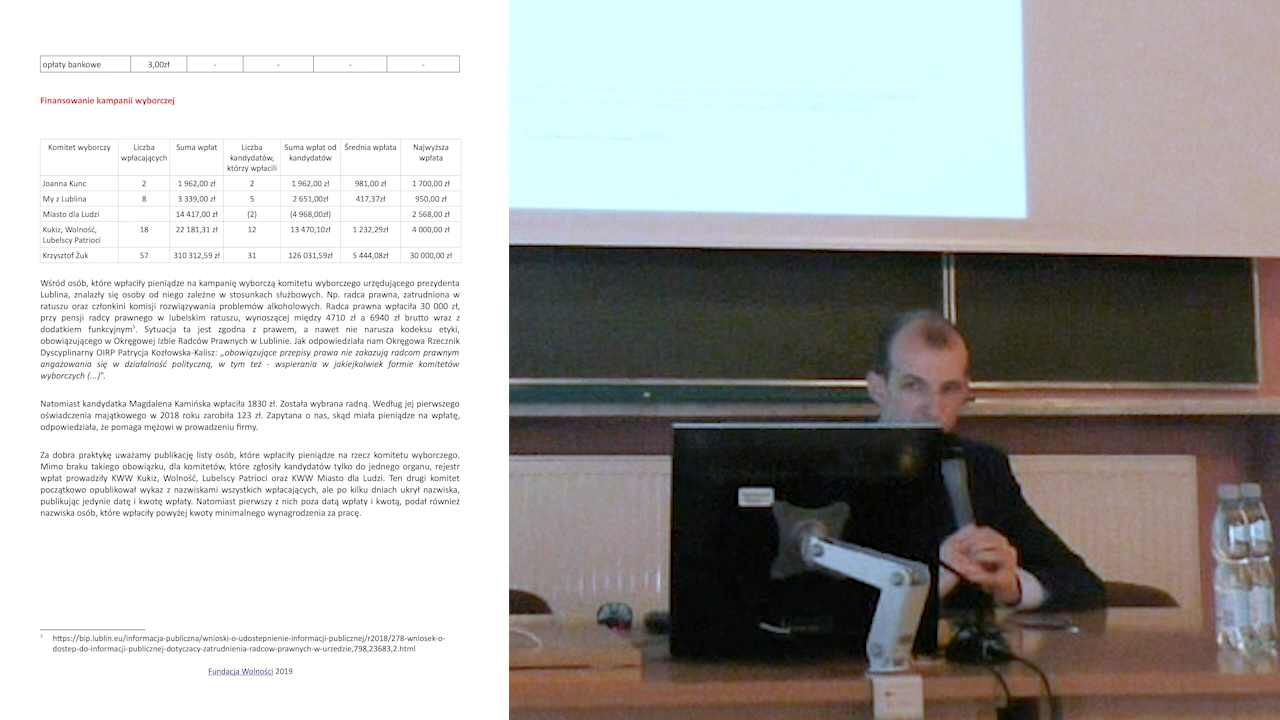 opłaty bankowe 3,00zł - - - -
Finansowanie kampanii wyborczej
Komitet wyborczy Liczba wpłacających Suma wpłat Liczba kandydatów, którzy wpłacili Suma wpłat od kandydatów Średnia wpłata Najwyższa wpłata
Joanna Kunc 2 1 962,00 zł 2 1 962,00 zł 981,00 zł 1 700,00 zł
My z Lublina 8 3 339,00 zł 5 2 651,00zł 417,37zł 950,00 zł
Miasto dla Ludzi 14 417,00 zł (2) (4 968,00zł) 2 568,00 zł
Kukiz, Wolność, Lubelscy Patrioci 18 22 181,31 zł 12 13 470,10zł 1 232,29zł 4 000,00 zł
Krzysztof Żuk 57 310 312,59 zł 31 126 031,59zł 5 444,08zł 30 000,00 zł
Wśród osób, które wpłaciły pieniądze na kampanię wyborczą komitetu wyborczego urzędującego prezydenta
Lublina, znalazły się osoby od niego zależne w stosunkach służbowych. Np. radca prawna, zatrudniona w
ratuszu oraz członkini komisji rozwiązywania problemów alkoholowych. Radca prawna wpłaciła 30 000 zł,
przy pensji radcy prawnego w lubelskim ratuszu, wynoszącej między 4710 zł a 6940 zł brutto wraz z
dodatkiem funkcyjnym⁵. Sytuacja ta jest zgodna z prawem, a nawet nie narusza kodeksu etyki,
obowiązującego w Okręgowej Izbie Radców Prawnych w Lublinie. Jak odpowiedziała nam Okręgowa Rzecznik
Dyscyplinarny OIRP Patrycja Kozłowska-Kalisz: „obowiązujące przepisy prawa nie zakazują radcom prawnym
angażowania się w działalność polityczną, w tym też - wspierania w jakiejkolwiek formie komitetów
wyborczych (...)”.
Natomiast kandydatka Magdalena Kamińska wpłaciła 1830 zł. Została wybrana radną. Według jej pierwszego
oświadczenia majątkowego w 2018 roku zarobiła 123 zł. Zapytana o nas, skąd miała pieniądze na wpłatę,
odpowiedziała, że pomaga mężowi w prowadzeniu firmy.
Za dobra praktykę uważamy publikację listy osób, które wpłaciły pieniądze na rzecz komitetu wyborczego.
Mimo braku takiego obowiązku, dla komitetów, które zgłosiły kandydatów tylko do jednego organu, rejestr
wpłat prowadziły KWW Kukiz, Wolność, Lubelscy Patrioci oraz KWW Miasto dla Ludzi. Ten drugi komitet
początkowo opublikował wykaz z nazwiskami wszystkich wpłacających, ale po kilku dniach ukrył nazwiska,
publikując jedynie datę i kwotę wpłaty. Natomiast pierwszy z nich poza datą wpłaty i kwotą, podał również
nazwiska osób, które wpłaciły powyżej kwoty minimalnego wynagrodzenia za pracę.
⁵ https://bip.lublin.eu/informacja-publiczna/wnioski-o-udostepnienie-informacji-publicznej/r2018/278-wniosek-o-
dostep-do-informacji-publicznej-dotyczacy-zatrudnienia-radcow-prawnych-w-urzedzie,798,23683,2.html
Fundacja Wolności 2019